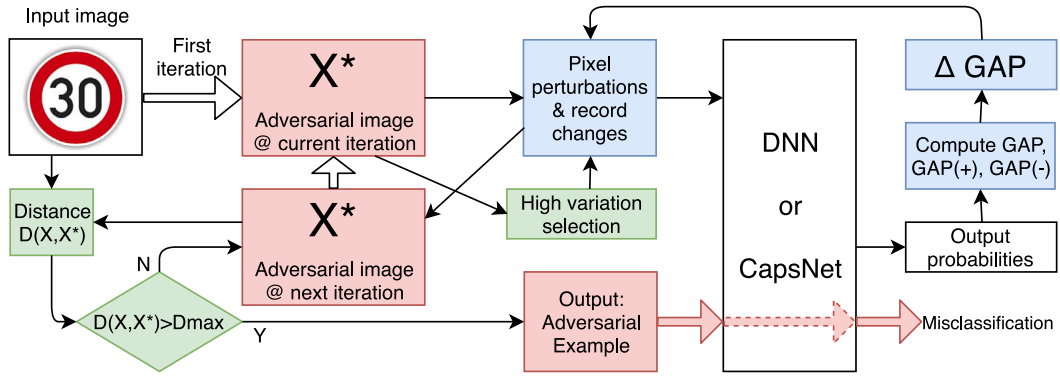 Input image
30
First
iteration
X*
Adversarial image
@ current iteration
Pixel
perturbations
& record
changes
DNN
or
CapsNet
Δ GAP
Compute GAP,
GAP(+), GAP(-)
Output
probabilities
Distance
D(X,X*)
X*
Adversarial image
@ next iteration
High variation
selection
N
D(X,X*)>Dmax
Y
Output:
Adversarial
Example
Misclassification